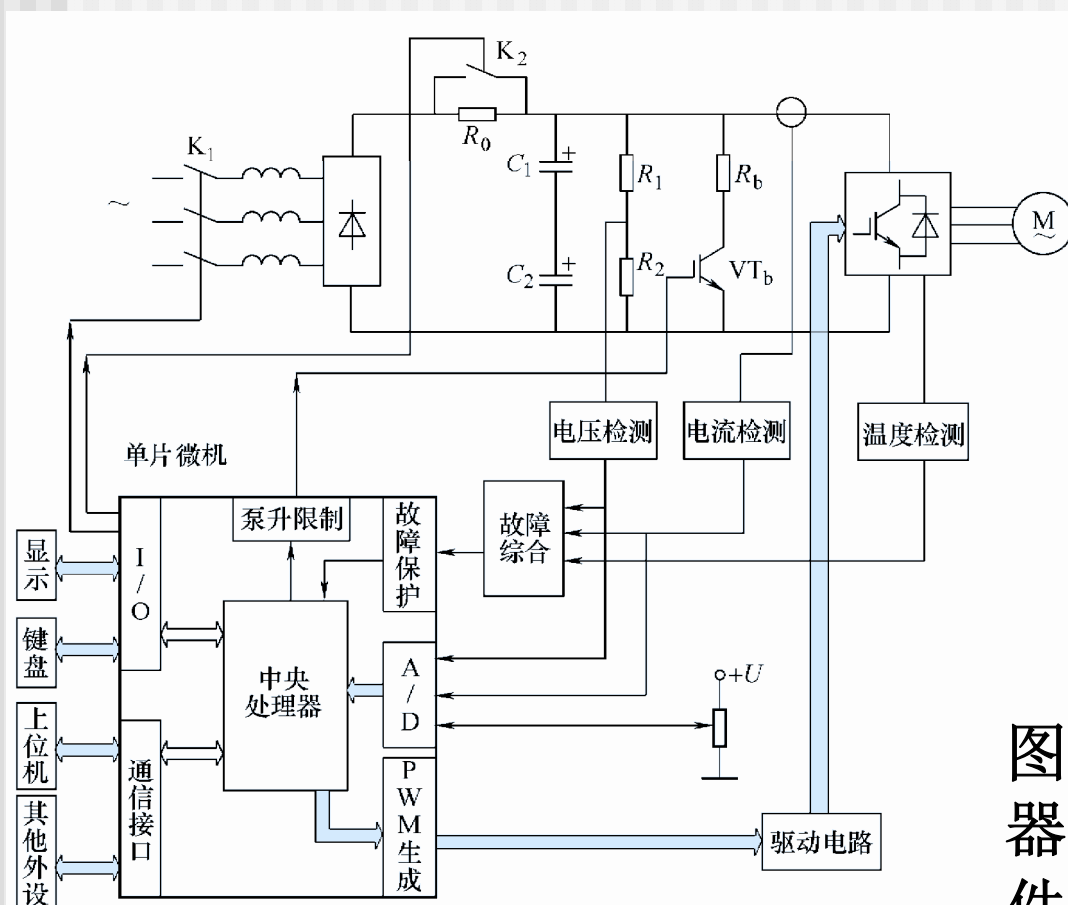 K₂
R₀
K₁
~
C₁
+
R₁
R_b
C₂
+
R₂
VT_b
M
~
电压检测
电流检测
温度检测
单片微机
泵升限制
故障保护
故障
综合
显示
I/O
键盘
中央
处理器
A/D
+U
上位机
通信接口
PWM生成
驱动电路
其他外设
图
器
件